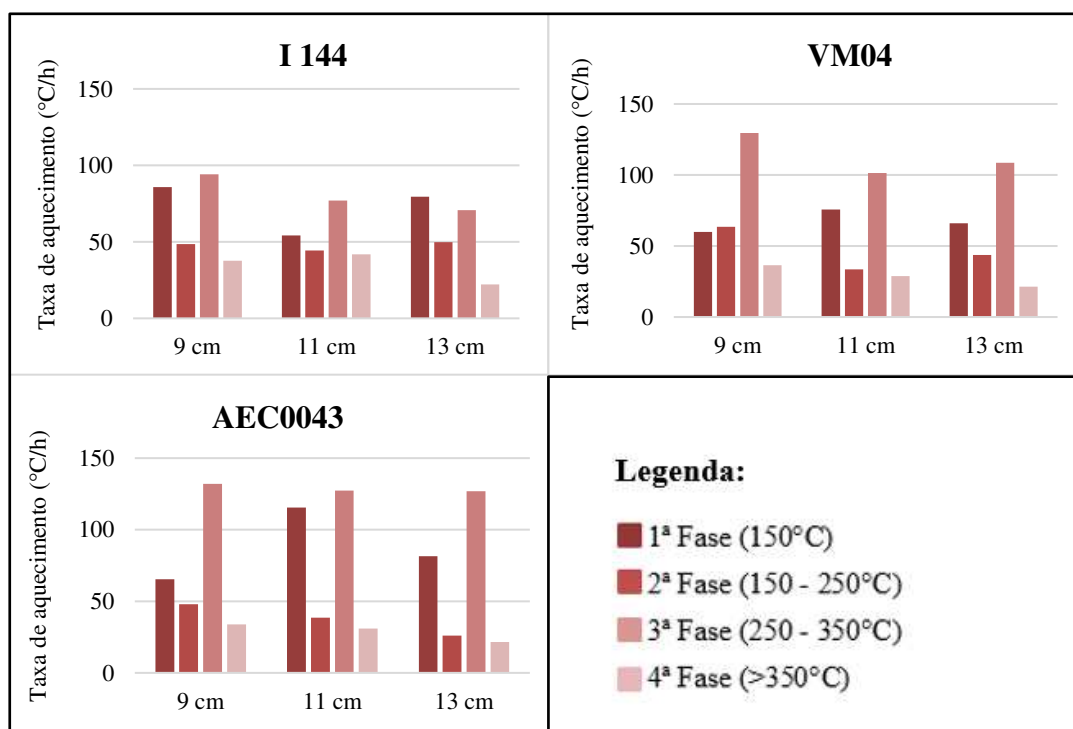 I 144
Taxa de aquecimento (°C/h)
150
100
50
0
9 cm 11 cm 13 cm
VM04
Taxa de aquecimento (°C/h)
150
100
50
0
9 cm 11 cm 13 cm
AEC0043
Taxa de aquecimento (°C/h)
150
100
50
0
9 cm 11 cm 13 cm
Legenda:
1ª Fase (150°C)
2ª Fase (150 - 250°C)
3ª Fase (250 - 350°C)
4ª Fase (>350°C)